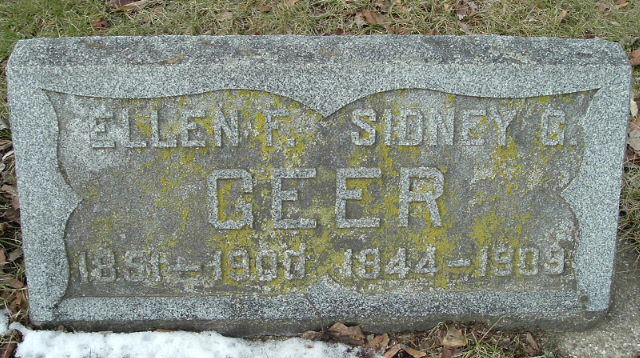 ELLEN F. SIDNEY G.
GEER
1851–1900 1844–1909